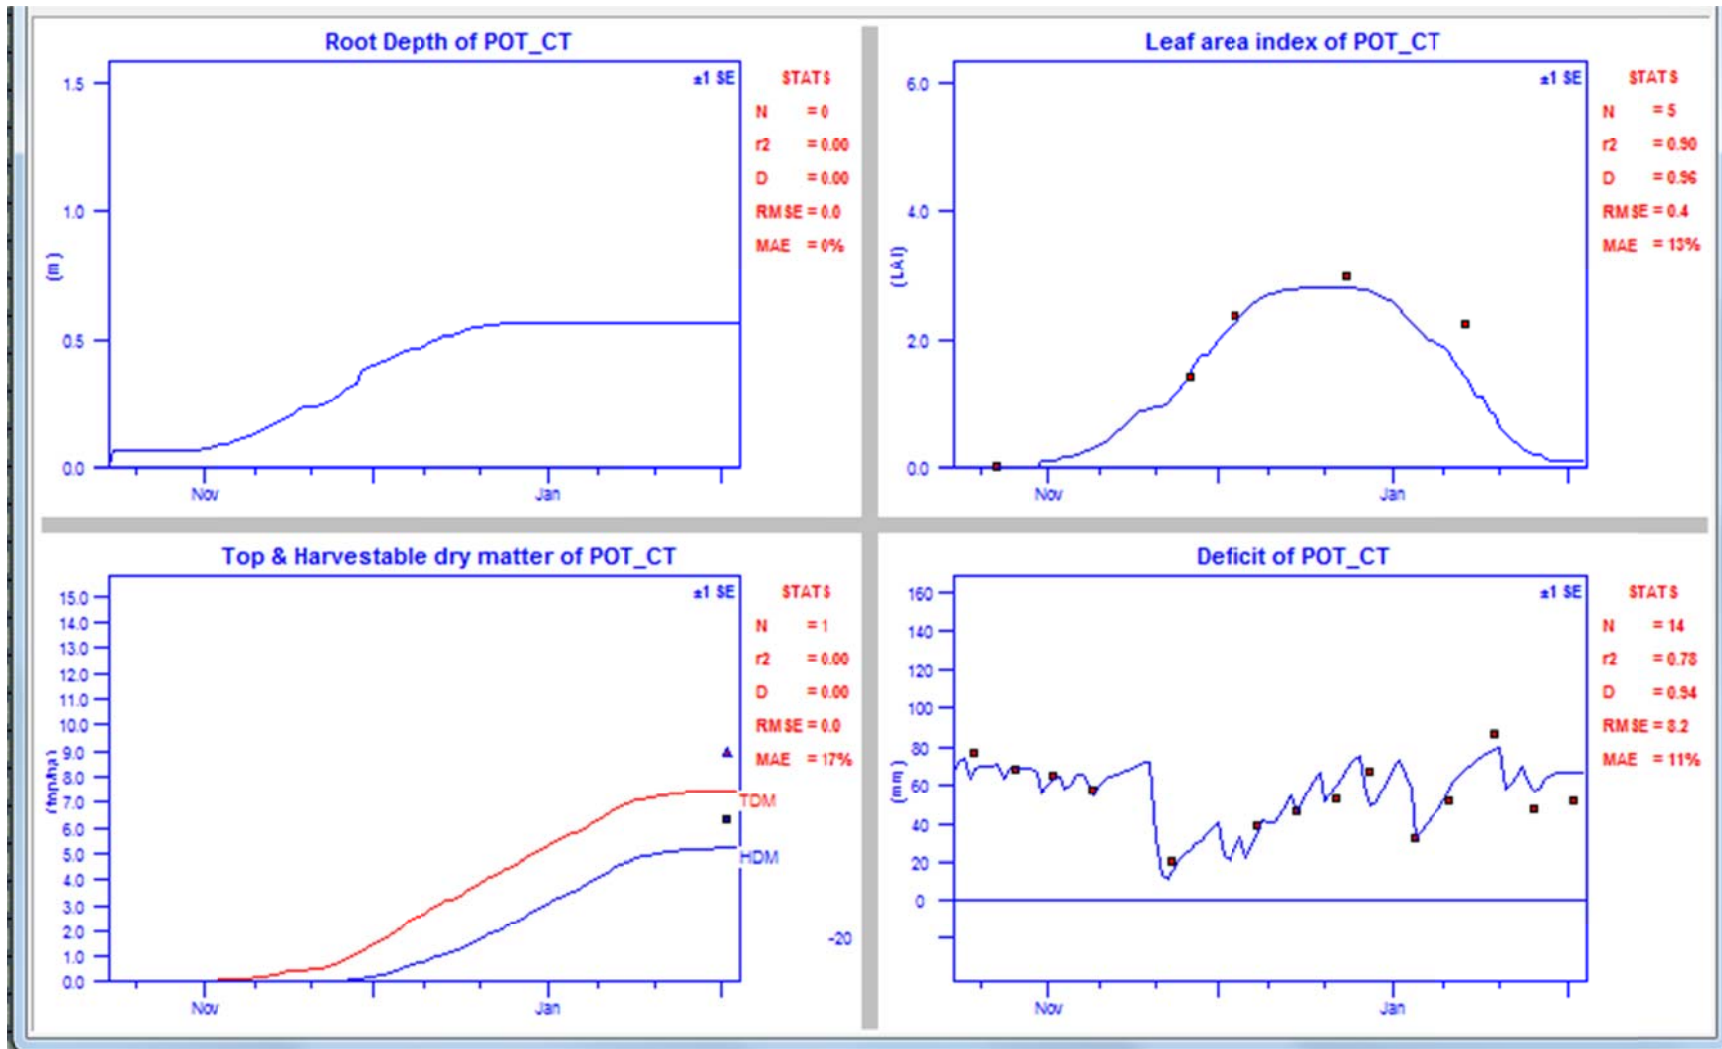 Root Depth of POT_CT
±1 SE
STATS
N = 0
r2 = 0.00
D = 0.00
RMSE = 0.0
MAE = 0%
1.5
1.0
(m)
0.5
0.0
Nov
Jan
Leaf area index of POT_CT
±1 SE
STATS
N = 5
r2 = 0.90
D = 0.96
RMSE = 0.4
MAE = 13%
6.0
4.0
(LAI)
2.0
0.0
Nov
Jan
Top & Harvestable dry matter of POT_CT
±1 SE
STATS
N = 1
r2 = 0.00
D = 0.00
RMSE = 0.0
MAE = 17%
15.0
14.0
13.0
12.0
11.0
10.0
9.0
8.0
7.0
6.0
5.0
4.0
3.0
2.0
1.0
0.0
TDM
HDM
Nov
Jan
Deficit of POT_CT
±1 SE
STATS
N = 14
r2 = 0.78
D = 0.94
RMSE = 8.2
MAE = 11%
160
140
120
100
80
(mm)
60
40
20
0
-20
Nov
Jan